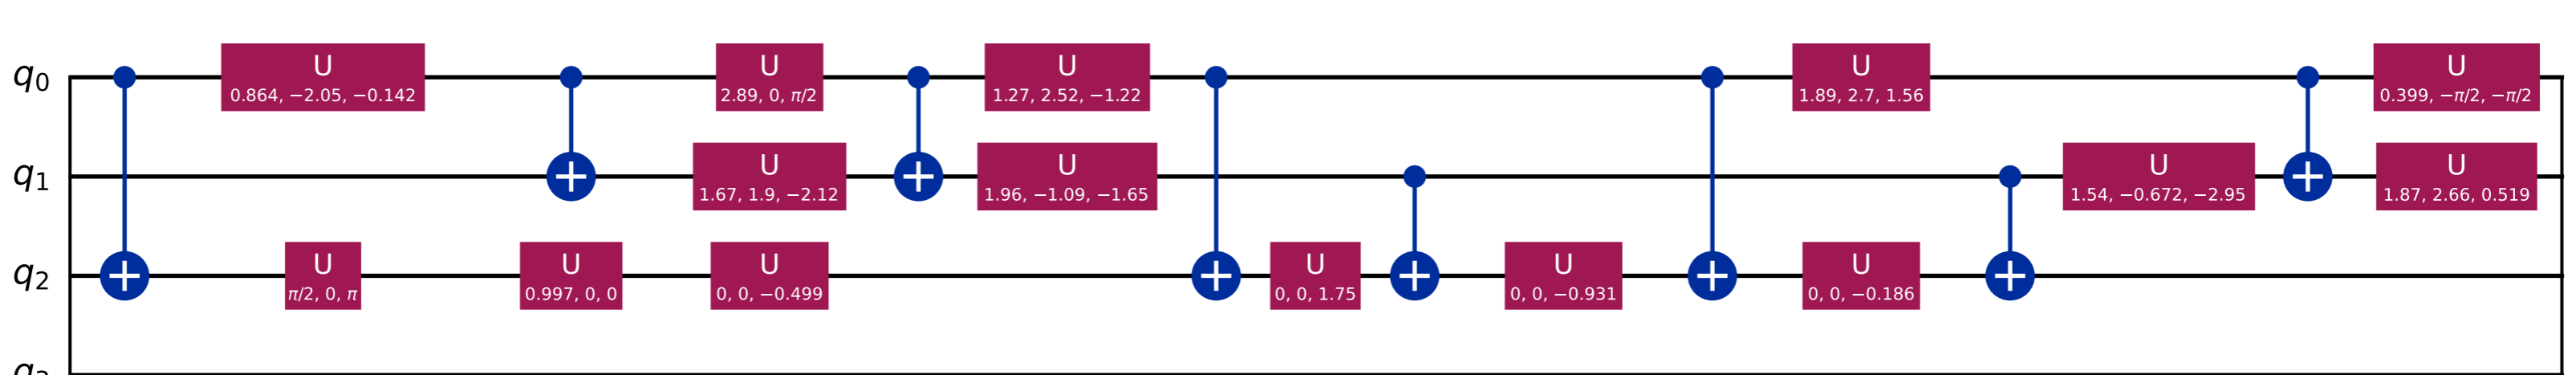 q0 U U U U U
0.864, −2.05, −0.142 2.89, 0, π/2 1.27, 2.52, −1.22 1.89, 2.7, 1.56 0.399, −π/2, −π/2
q1 U U U U
1.67, 1.9, −2.12 1.96, −1.09, −1.65 1.54, −0.672, −2.95 1.87, 2.66, 0.519
q2 U U U U U U
π/2, 0, π 0.997, 0, 0 0, 0, −0.499 0, 0, 1.75 0, 0, −0.931 0, 0, −0.186